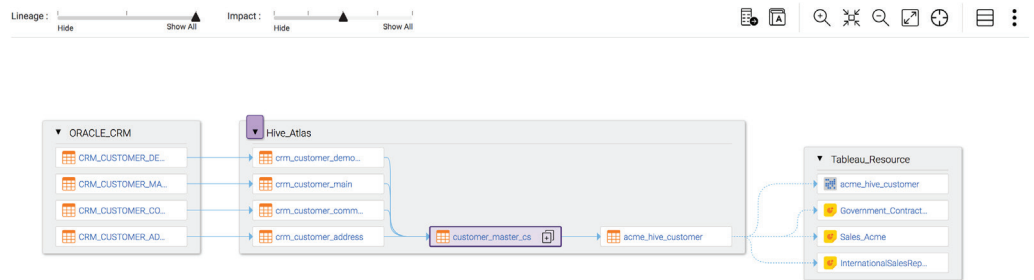 Lineage :
Hide
Show All
Impact :
Hide
Show All
A
ORACLE_CRM
CRM_CUSTOMER_DE...
CRM_CUSTOMER_MA...
CRM_CUSTOMER_CO...
CRM_CUSTOMER_AD...
Hive_Atlas
crm_customer_demo...
crm_customer_main
crm_customer_comm...
crm_customer_address
customer_master_cs
acme_hive_customer
Tableau_Resource
acme_hive_customer
Government_Contract...
Sales_Acme
InternationalSalesRep...